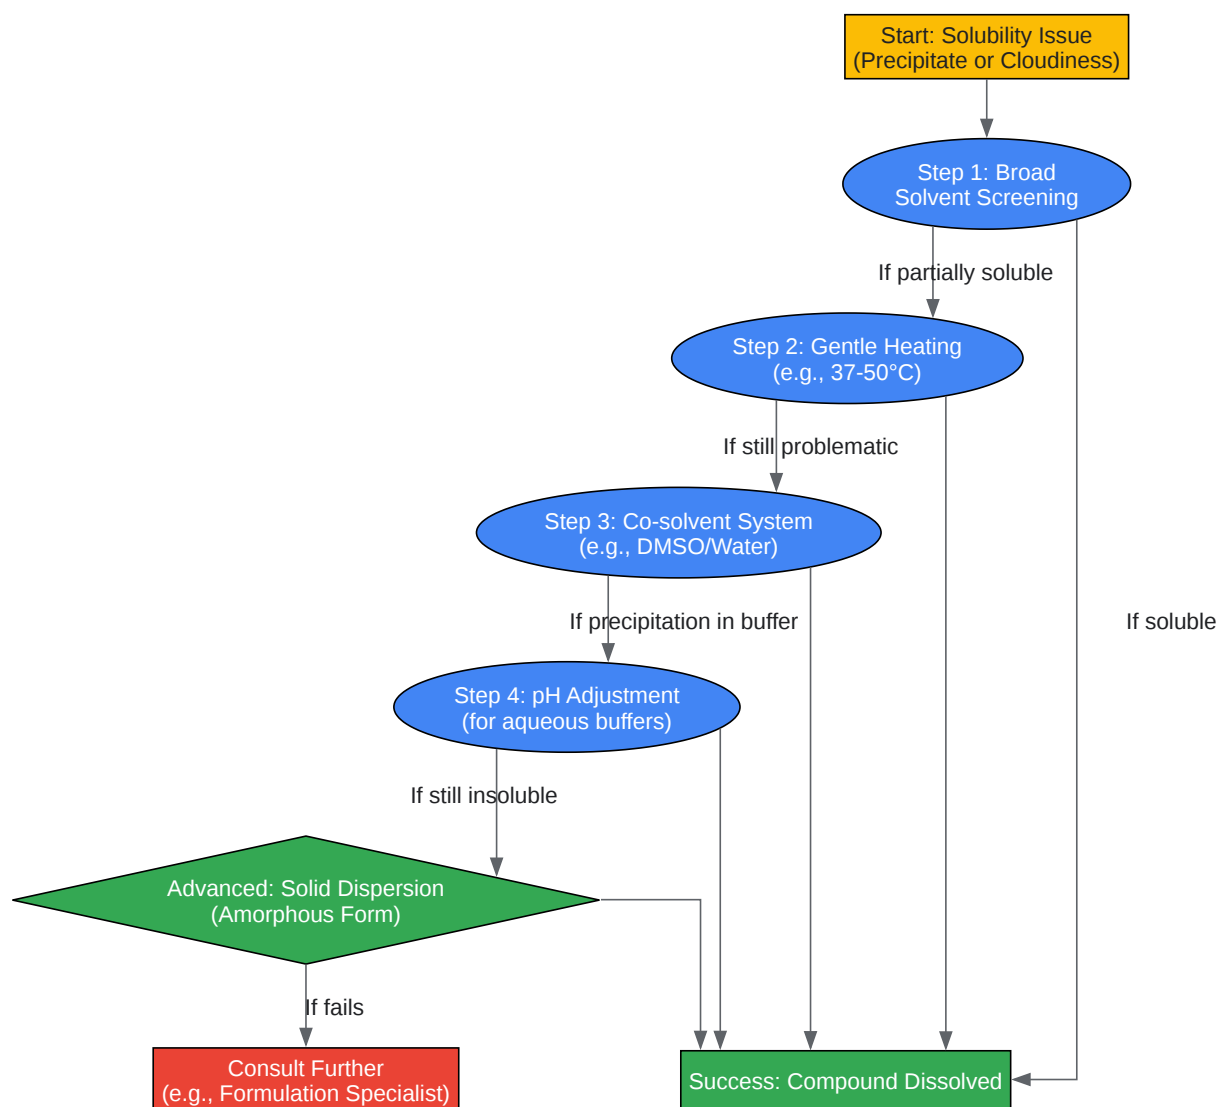 Start: Solubility Issue
(Precipitate or Cloudiness)
Step 1: Broad
Solvent Screening
If partially soluble
Step 2: Gentle Heating
(e.g., 37-50°C)
If still problematic
Step 3: Co-solvent System
(e.g., DMSO/Water)
If precipitation in buffer
If soluble
Step 4: pH Adjustment
(for aqueous buffers)
If still insoluble
Advanced: Solid Dispersion
(Amorphous Form)
If fails
Consult Further
(e.g., Formulation Specialist)
Success: Compound Dissolved